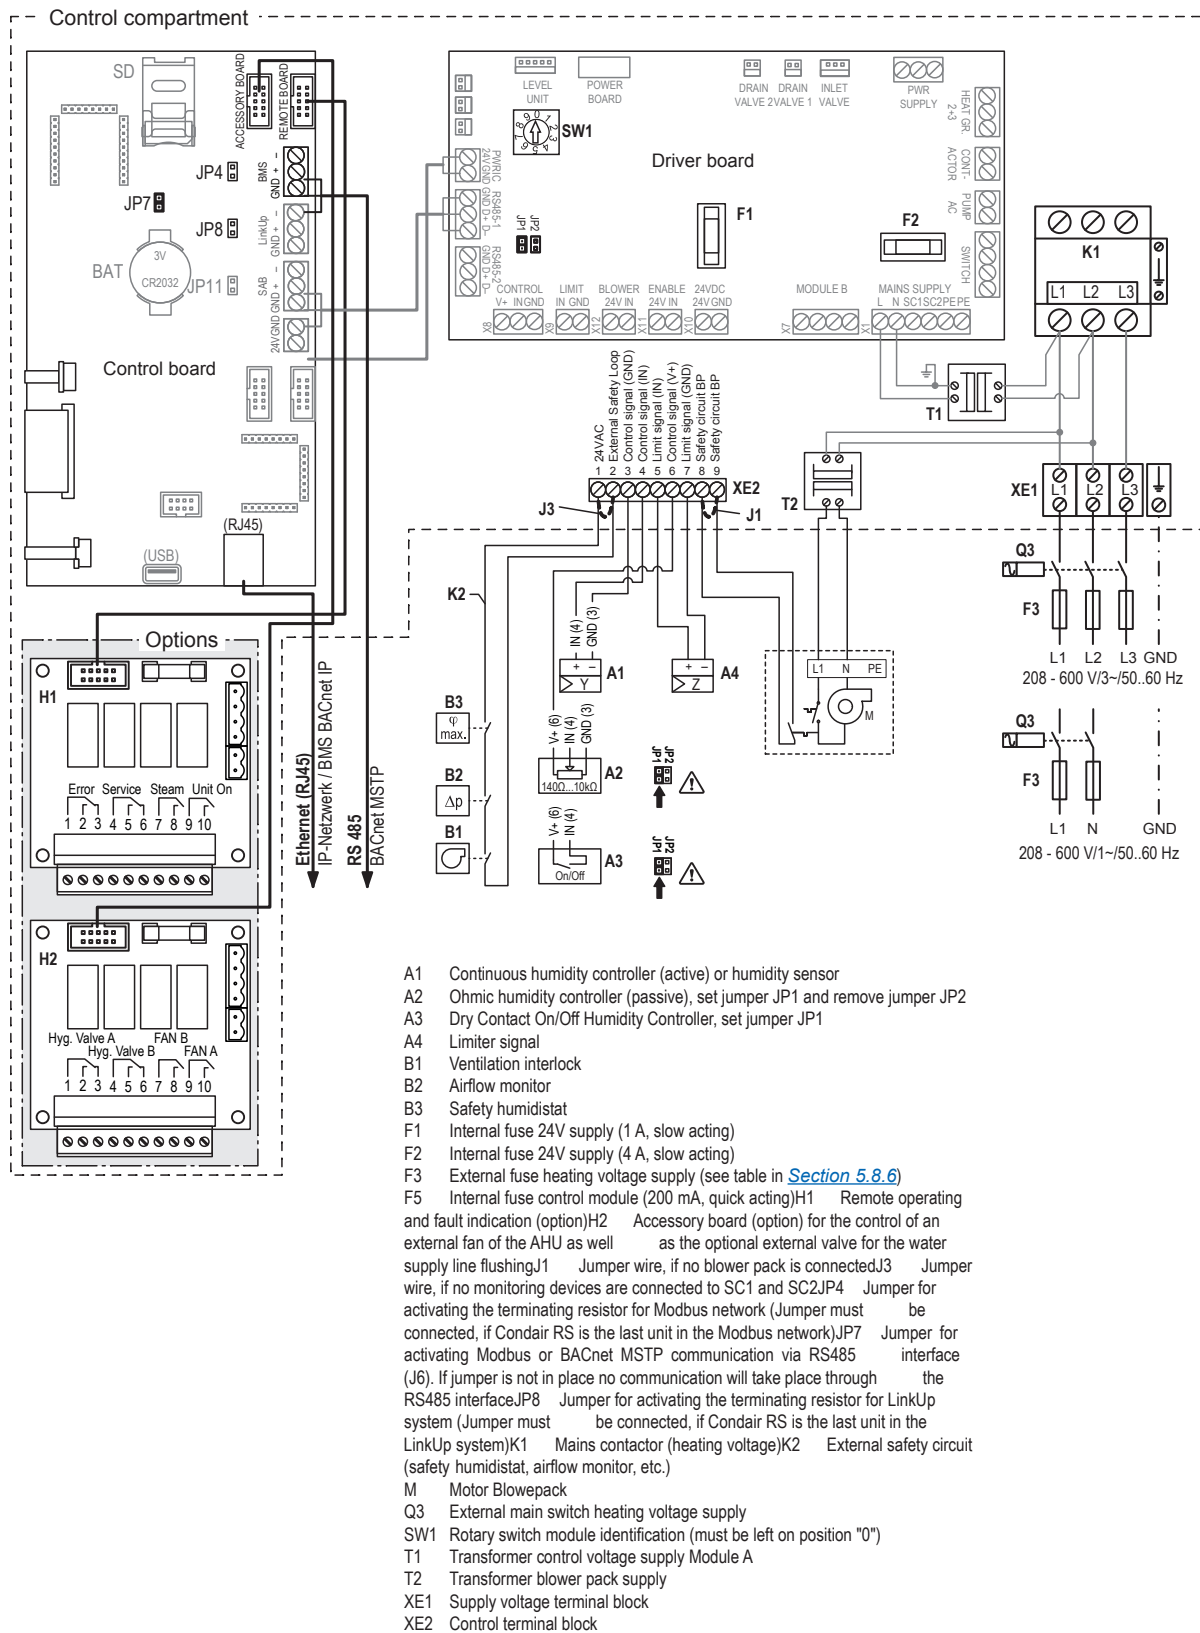 Control compartment
SD
ACCESSORY BOARD
REMOTE BOARD
JP4
BMS
GND + –
JP7
JP8
LinkUp
GND + –
BAT
3V
CR2032
JP11
SAB
GND + –
24VGND
Control board
(RJ45)
(USB)
LEVEL
UNIT
POWER
BOARD
DRAIN
VALVE 2
DRAIN
VALVE 1
INLET
VALVE
PWR
SUPPLY
HEAT GR.
2+3
CONT-
ACTOR
PUMP
AC
SWITCH
SW1
0 1 2 3 4 5 6 7 8 9
Driver board
PWRIC
24VGND
RS485-1
GND D+ D–
RS485-2
GND D+ D–
JP1
JP2
F1
F2
CONTROL
V+ IN GND
X8
LIMIT
IN GND
X9
BLOWER
24V IN
X12
ENABLE
24V IN
X11
24VDC
24V GND
X10
MODULE B
X7
MAINS SUPPLY
L N SC1SC2PEPE
X1
K1
L1 L2 L3
T1
24VAC
External Safety Loop
Control signal (GND)
Control signal (IN)
Limit signal (IN)
Control signal (V+)
Limit signal (GND)
Safety circuit BP
Safety circuit BP
1 2 3 4 5 6 7 8 9
XE2
J3
J1
T2
XE1
L1 L2 L3
Q3
F3
L1 L2 L3 GND
208 - 600 V/3~/50..60 Hz
Q3
F3
L1 N GND
208 - 600 V/1~/50..60 Hz
K2
IN (4)
GND (3)
+ –
Y
A1
+ –
Z
A4
L1 N PE
M
B3
φ
max.
B2
Δp
B1
V+ (6)
IN (4)
GND (3)
140Ω...10kΩ
A2
JP1
JP2
V+ (6)
IN (4)
On/Off
A3
JP1
JP2
Ethernet (RJ45)
IP-Netzwerk / BMS BACnet IP
RS 485
BACnet MSTP
Options
H1
Error Service Steam Unit On
1 2 3 4 5 6 7 8 9 10
H2
Hyg. Valve A FAN B
Hyg. Valve B FAN A
1 2 3 4 5 6 7 8 9 10
A1 Continuous humidity controller (active) or humidity sensor
A2 Ohmic humidity controller (passive), set jumper JP1 and remove jumper JP2
A3 Dry Contact On/Off Humidity Controller, set jumper JP1
A4 Limiter signal
B1 Ventilation interlock
B2 Airflow monitor
B3 Safety humidistat
F1 Internal fuse 24V supply (1 A, slow acting)
F2 Internal fuse 24V supply (4 A, slow acting)
F3 External fuse heating voltage supply (see table in Section 5.8.6)
F5 Internal fuse control module (200 mA, quick acting)H1 Remote operating
and fault indication (option)H2 Accessory board (option) for the control of an
external fan of the AHU as well as the optional external valve for the water
supply line flushingJ1 Jumper wire, if no blower pack is connectedJ3 Jumper
wire, if no monitoring devices are connected to SC1 and SC2JP4 Jumper for
activating the terminating resistor for Modbus network (Jumper must be
connected, if Condair RS is the last unit in the Modbus network)JP7 Jumper for
activating Modbus or BACnet MSTP communication via RS485 interface
(J6). If jumper is not in place no communication will take place through the
RS485 interfaceJP8 Jumper for activating the terminating resistor for LinkUp
system (Jumper must be connected, if Condair RS is the last unit in the
LinkUp system)K1 Mains contactor (heating voltage)K2 External safety circuit
(safety humidistat, airflow monitor, etc.)
M Motor Blowepack
Q3 External main switch heating voltage supply
SW1 Rotary switch module identification (must be left on position "0")
T1 Transformer control voltage supply Module A
T2 Transformer blower pack supply
XE1 Supply voltage terminal block
XE2 Control terminal block